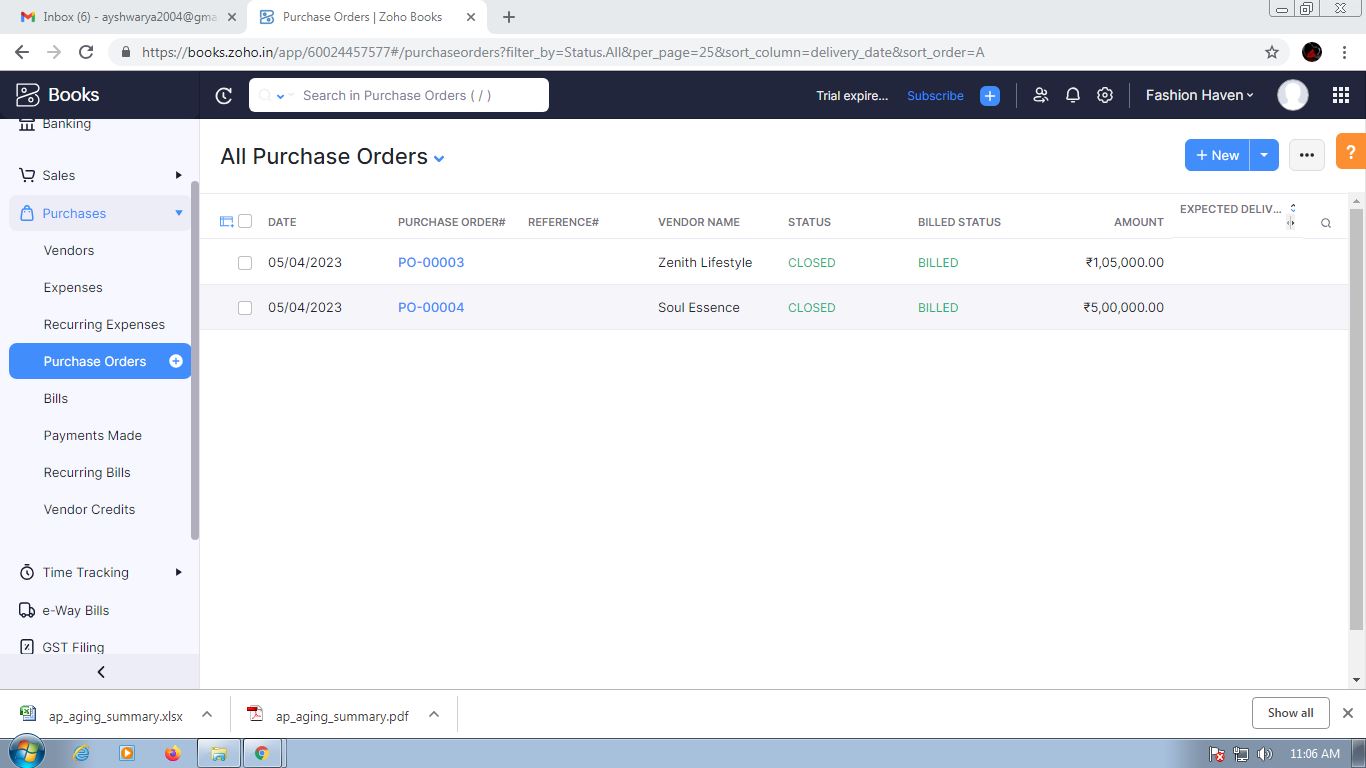 Inbox (6) - ayshwarya2004@gma
Purchase Orders | Zoho Books
https://books.zoho.in/app/60024457577#/purchaseorders?filter_by=Status.All&per_page=25&sort_column=delivery_date&sort_order=A
Books
Search in Purchase Orders ( / )
Trial expire...
Subscribe
Fashion Haven
Banking
Sales
Purchases
Vendors
Expenses
Recurring Expenses
Purchase Orders
Bills
Payments Made
Recurring Bills
Vendor Credits
Time Tracking
e-Way Bills
GST Filing
All Purchase Orders
+ New
?
DATE PURCHASE ORDER# REFERENCE# VENDOR NAME STATUS BILLED STATUS AMOUNT EXPECTED DELIV...
05/04/2023 PO-00003 Zenith Lifestyle CLOSED BILLED ₹1,05,000.00
05/04/2023 PO-00004 Soul Essence CLOSED BILLED ₹5,00,000.00
ap_aging_summary.xlsx
ap_aging_summary.pdf
Show all
11:06 AM